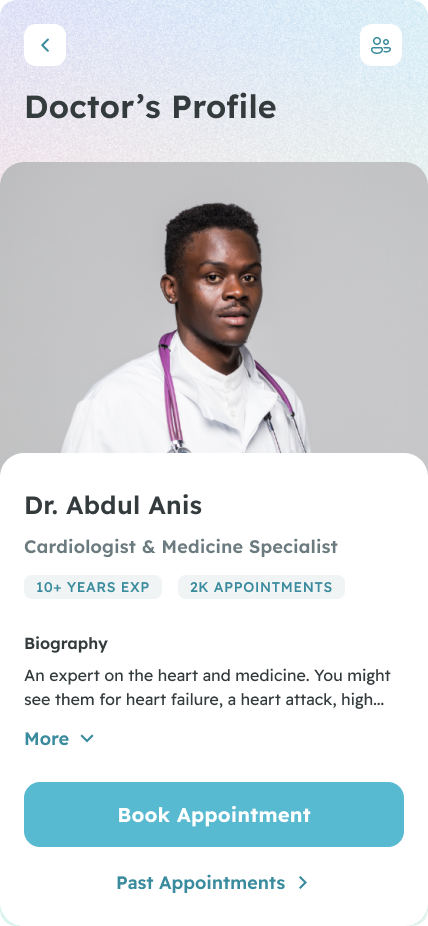 Doctor’s Profile
Dr. Abdul Anis
Cardiologist & Medicine Specialist
10+ YEARS EXP
2K APPOINTMENTS
Biography
An expert on the heart and medicine. You might
see them for heart failure, a heart attack, high...
More
Book Appointment
Past Appointments